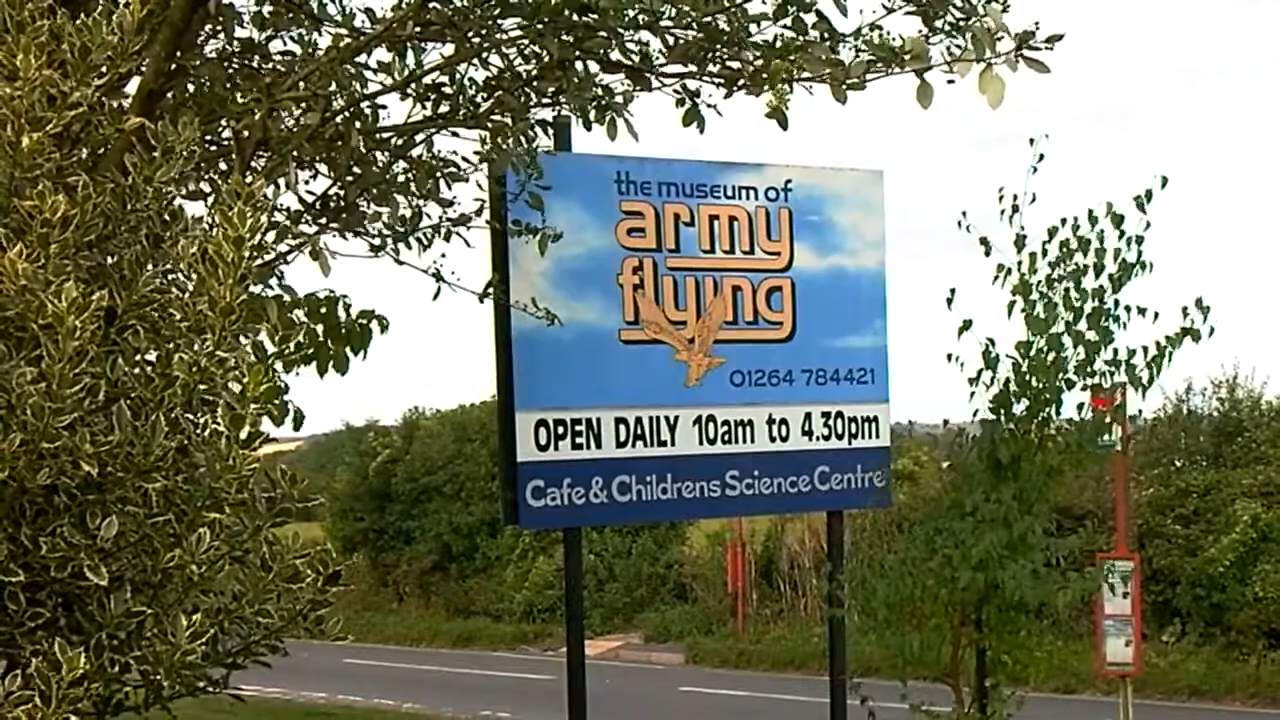 the museum of
army
flying
01264 784421
OPEN DAILY 10am to 4.30pm
Cafe & Childrens Science Centre